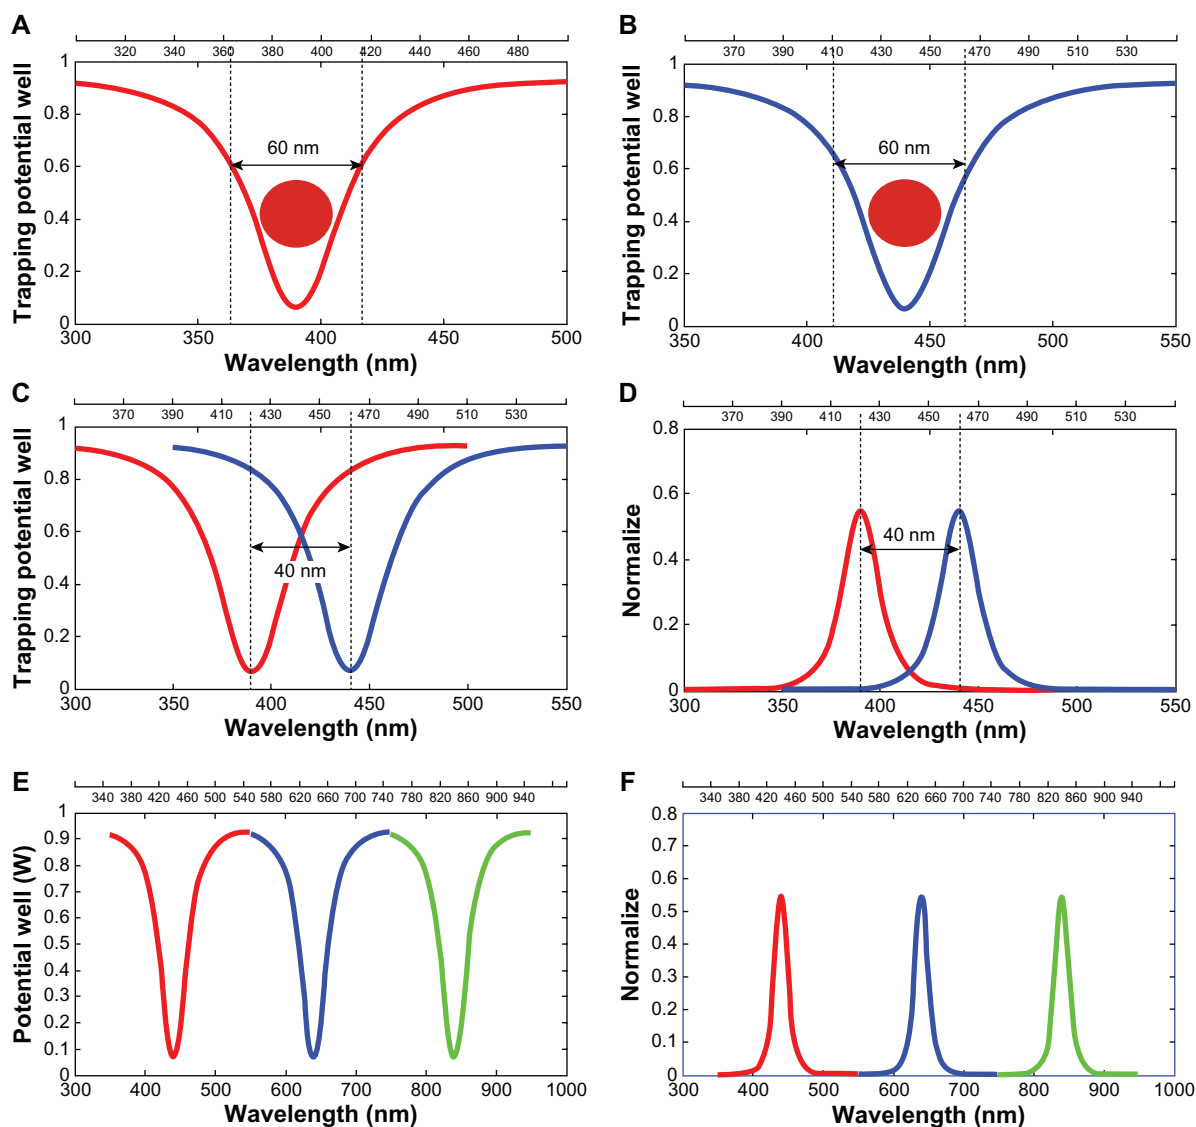 A
320 340 360 380 400 420 440 460 480
1
0.8
0.6
0.4
0.2
0
60 nm
Trapping potential well
300 350 400 450 500
Wavelength (nm)
B
370 390 410 430 450 470 490 510 530
1
0.8
0.6
0.4
0.2
0
60 nm
Trapping potential well
350 400 450 500 550
Wavelength (nm)
C
370 390 410 430 450 470 490 510 530
1
0.8
0.6
0.4
0.2
0
40 nm
Trapping potential well
300 350 400 450 500 550
Wavelength (nm)
D
370 390 410 430 450 470 490 510 530
0.8
0.6
0.4
0.2
0
40 nm
Normalize
300 350 400 450 500 550
Wavelength (nm)
E
340 380 420 460 500 540 580 620 660 700 740 780 820 860 900 940
1
0.9
0.8
0.7
0.6
0.5
0.4
0.3
0.2
0.1
0
Potential well (W)
300 400 500 600 700 800 900 1000
Wavelength (nm)
F
340 380 420 460 500 540 580 620 660 700 740 780 820 860 900 940
0.8
0.7
0.6
0.5
0.4
0.3
0.2
0.1
0
Normalize
300 400 500 600 700 800 900 1000
Wavelength (nm)